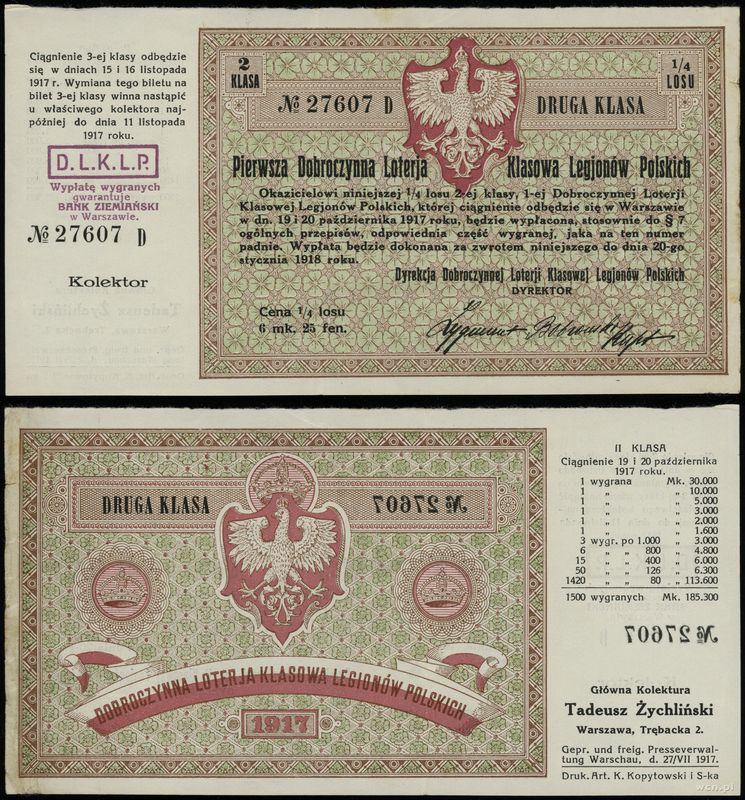 Ciągnienie 3-ej klasy odbędzie
się w dniach 15 i 16 listopada
1917 r. Wymiana tego biletu na
bilet 3-ej klasy winna nastąpić
u właściwego kolektora naj-
później do dnia 11 listopada
1917 roku.
D.L.K.L.P.
Wypłatę wygranych
gwarantuje
BANK ZIEMIAŃSKI
w Warszawie.
№ 27607 D
Kolektor
2
KLASA
№ 27607 D
DRUGA KLASA
1/4
LOSU
Pierwsza Dobroczynna Loterja Klasowa Legjonów Polskich
Okazicielowi niniejszej 1/4 losu 2-ej klasy, 1-ej Dobroczynnej Loterji
Klasowej Legjonów Polskich, której ciągnienie odbędzie się w Warszawie
w dn. 19 i 20 października 1917 roku, będzie wypłacona, stosownie do § 7
ogólnych przepisów, odpowiednia część wygranej, jaka na ten numer
padnie. Wypłata będzie dokonana za zwrotem niniejszego do dnia 20-go
stycznia 1918 roku.
Dyrekcja Dobroczynnej Loterji Klasowej Legjonów Polskich
DYREKTOR
Cena 1/4 losu
6 mk. 25 fen.
Zygmunt
DRUGA KLASA
№ 27607
DOBROCZYNNA LOTERJA KLASOWA LEGJONÓW POLSKICH
1917
II KLASA
Ciągnienie 19 i 20 października
1917 roku.
1 wygrana Mk. 30.000
1 „ „ 10.000
1 „ „ 5.000
1 „ „ 3.000
1 „ „ 2.000
1 „ „ 1.600
3 wygr. po 1.000 „ 3.000
6 „ „ 800 „ 4.800
15 „ „ 400 „ 6.000
50 „ „ 126 „ 6.300
1420 „ „ 80 „ 113.600
1500 wygranych Mk. 185.300
№ 27607
D
Główna Kolektura
Tadeusz Żychliński
Warszawa, Trębacka 2.
Gepr. und freig. Presseverwal-
tung Warschau, d. 27/VII 1917.
Druk. Art. K. Kopytowski i S-ka
wcn.pl